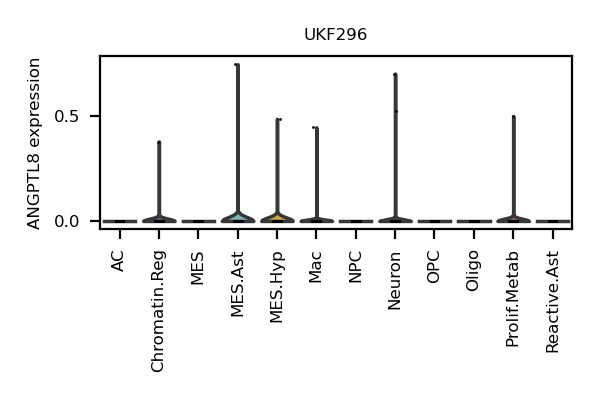 UKF296
ANGPTL8 expression
0.5
0.0
AC
Chromatin.Reg
MES
MES.Ast
MES.Hyp
Mac
NPC
Neuron
OPC
Oligo
Prolif.Metab
Reactive.Ast